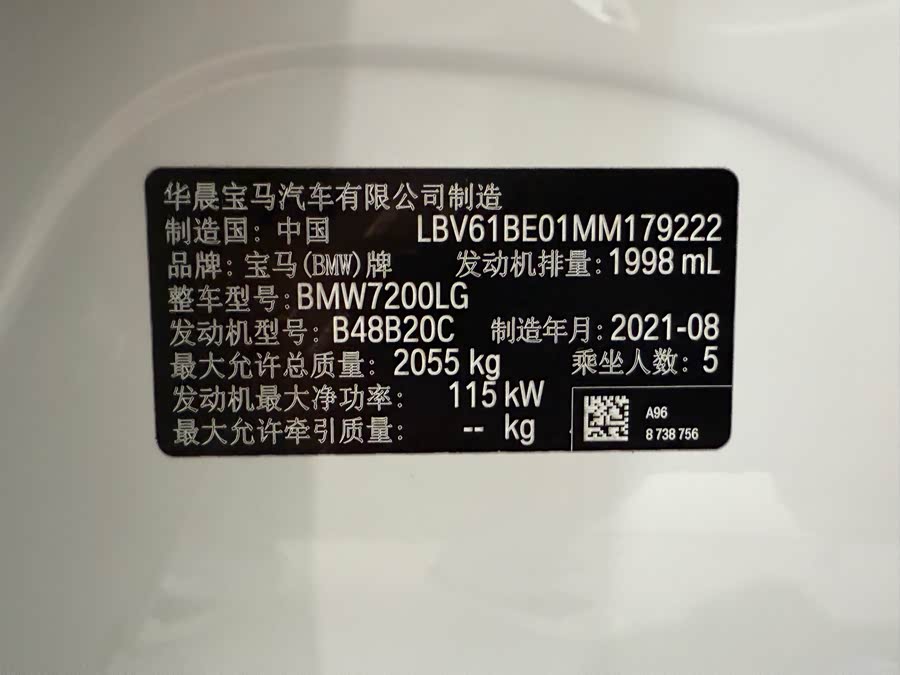 华晨宝马汽车有限公司制造
制造国：中国 LBV61BE01MM179222
品牌：宝马(BMW)牌 发动机排量：1998 mL
整车型号：BMW7200LG
发动机型号：B48B20C 制造年月：2021-08
最大允许总质量：2055 kg 乘坐人数：5
发动机最大净功率：115 kW
最大允许牵引质量：-- kg
A96
8 738 756